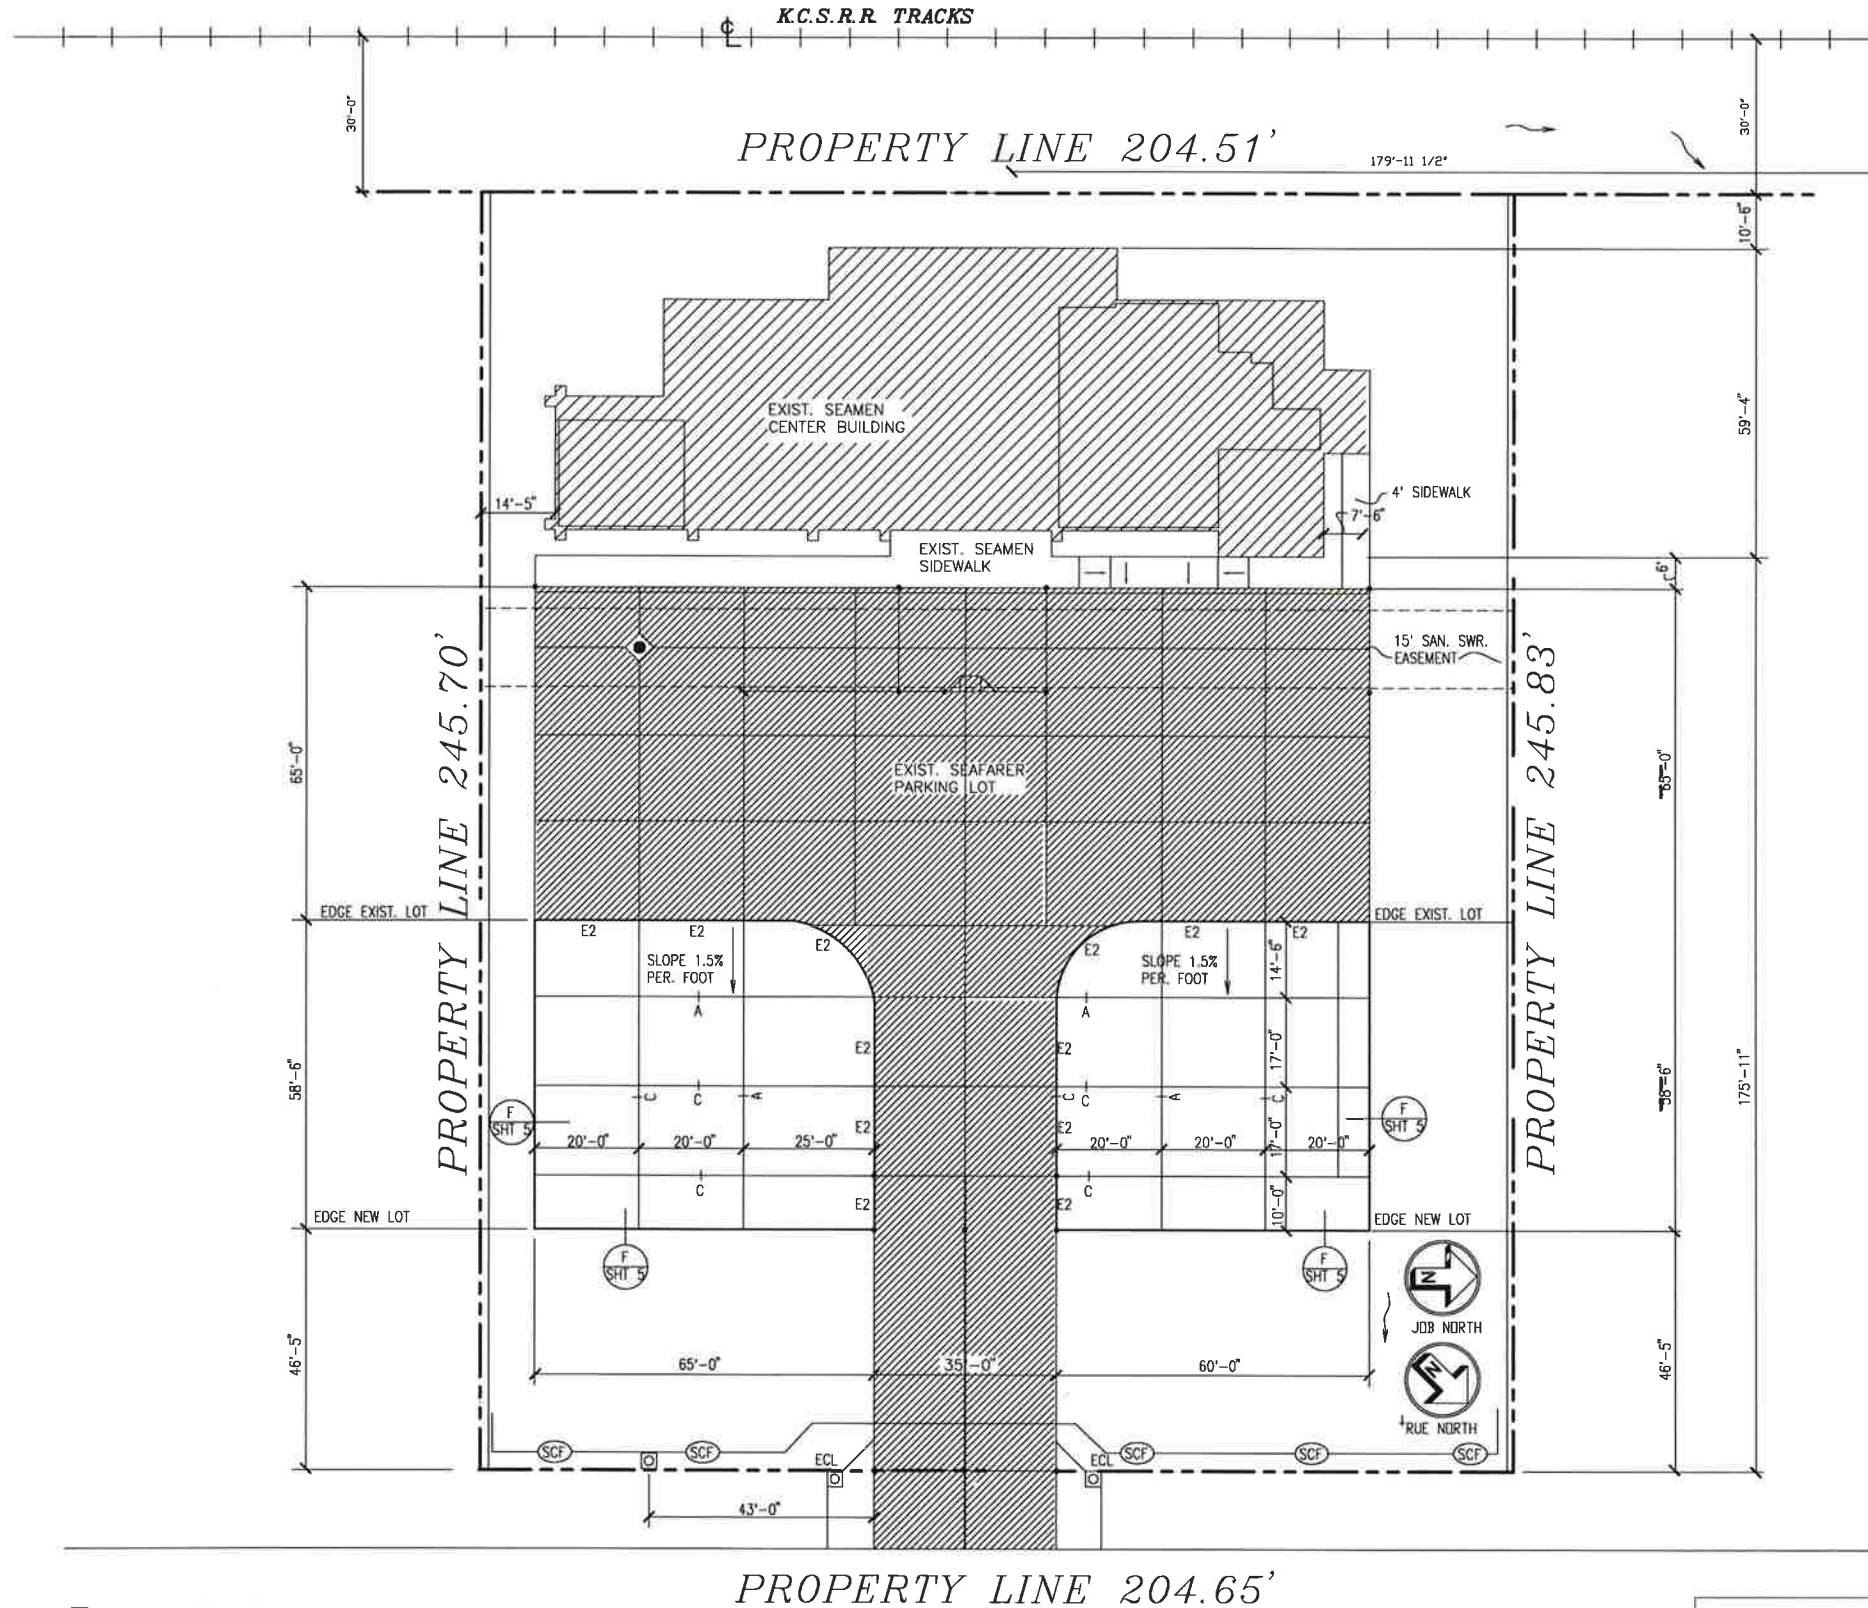 K.C.S.R.R. TRACKS
℄
30'-0"
30'-0"
PROPERTY LINE 204.51'
179'-11 1/2"
10'-6"
59'-4"
EXIST. SEAMEN
CENTER BUILDING
14'-5"
4' SIDEWALK
7'-6"
EXIST. SEAMEN
SIDEWALK
6'
15' SAN. SWR.
EASEMENT
PROPERTY LINE 245.70'
PROPERTY LINE 245.83'
65'-0"
65'-0"
EXIST. SEAFARER
PARKING LOT
EDGE EXIST. LOT
EDGE EXIST. LOT
E2
E2
E2
E2
E2
E2
SLOPE 1.5%
PER. FOOT
SLOPE 1.5%
PER. FOOT
14'-6"
A
A
E2
E2
17'-0"
58'-6"
58'-6"
175'-11"
C
C
A
C
C
A
C
F
SHT 5
F
SHT 5
20'-0"
20'-0"
25'-0"
E2
E2
20'-0"
20'-0"
17'-0"
20'-0"
C
C
E2
E2
10'-0"
EDGE NEW LOT
EDGE NEW LOT
F
SHT 5
F
SHT 5
N
JOB NORTH
46'-5"
46'-5"
65'-0"
35'-0"
60'-0"
N
TRUE NORTH
SCF
SCF
ECL
ECL
SCF
SCF
SCF
43'-0"
PROPERTY LINE 204.65'